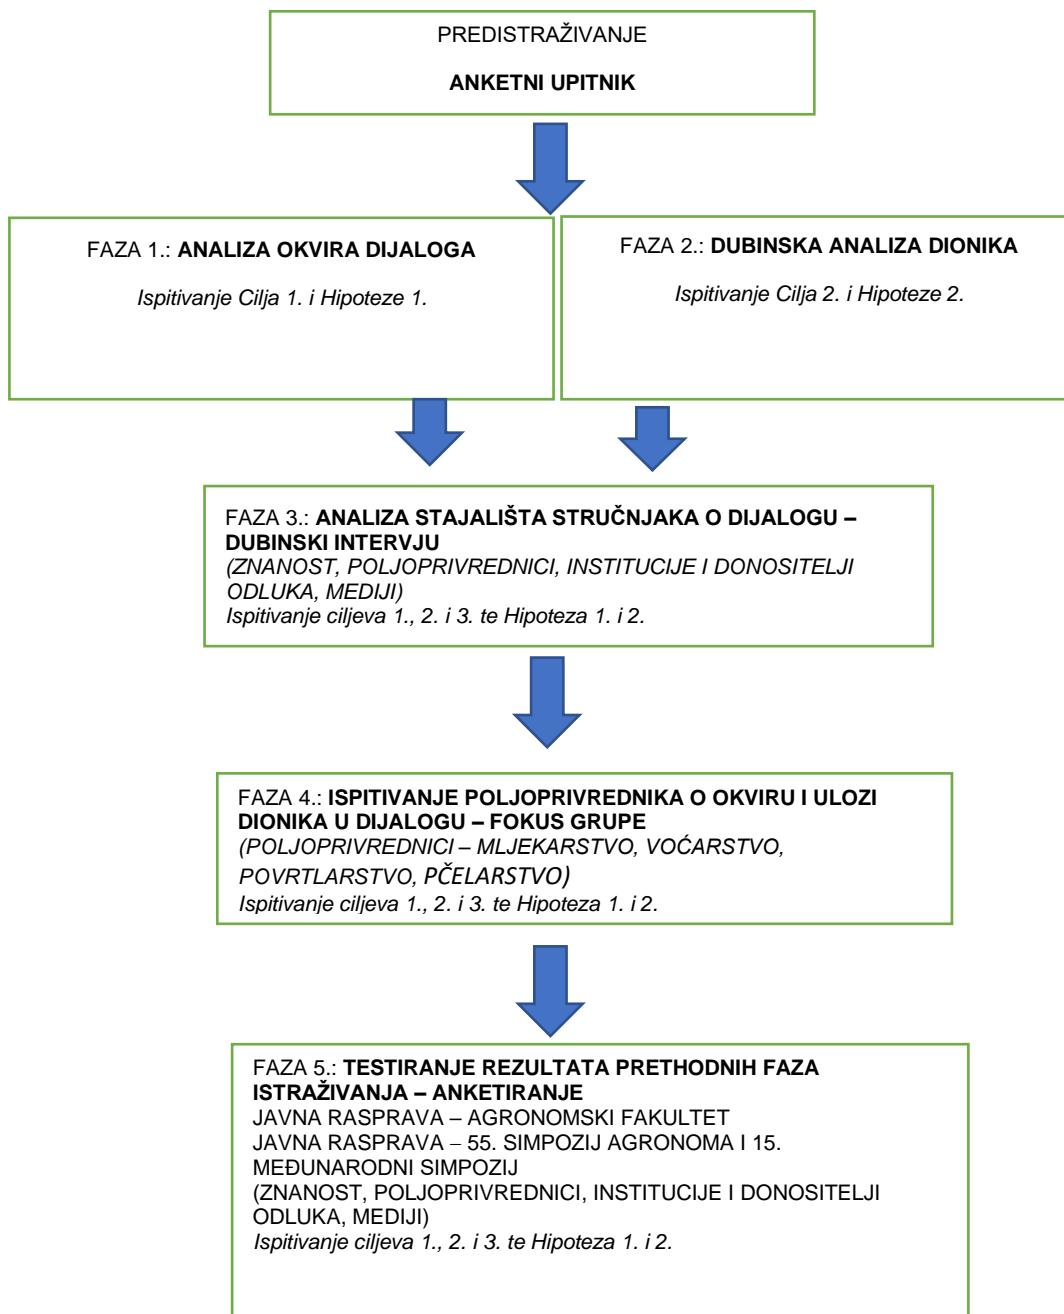 PREDISTRAŽIVANJE
ANKETNI UPITNIK
FAZA 1.: ANALIZA OKVIRA DIJALOGA
Ispitivanje Cilja 1. i Hipoteze 1.
FAZA 2.: DUBINSKA ANALIZA DIONIKA
Ispitivanje Cilja 2. i Hipoteze 2.
FAZA 3.: ANALIZA STAJALIŠTA STRUČNJAKA O DIJALOGU –
DUBINSKI INTERVJU
(ZNANOST, POLJOPRIVREDNICI, INSTITUCIJE I DONOSITELJI
ODLUKA, MEDIJI)
Ispitivanje ciljeva 1., 2. i 3. te Hipoteza 1. i 2.
FAZA 4.: ISPITIVANJE POLJOPRIVREDNIKA O OKVIRU I ULOZI
DIONIKA U DIJALOGU – FOKUS GRUPE
(POLJOPRIVREDNICI – MLJEKARSTVO, VOĆARSTVO,
POVRTLARSTVO, PČELARSTVO)
Ispitivanje ciljeva 1., 2. i 3. te Hipoteza 1. i 2.
FAZA 5.: TESTIRANJE REZULTATA PRETHODNIH FAZA
ISTRAŽIVANJA – ANKETIRANJE
JAVNA RASPRAVA – AGRONOMSKI FAKULTET
JAVNA RASPRAVA – 55. SIMPOZIJ AGRONOMA I 15.
MEĐUNARODNI SIMPOZIJ
(ZNANOST, POLJOPRIVREDNICI, INSTITUCIJE I DONOSITELJI
ODLUKA, MEDIJI)
Ispitivanje ciljeva 1., 2. i 3. te Hipoteza 1. i 2.